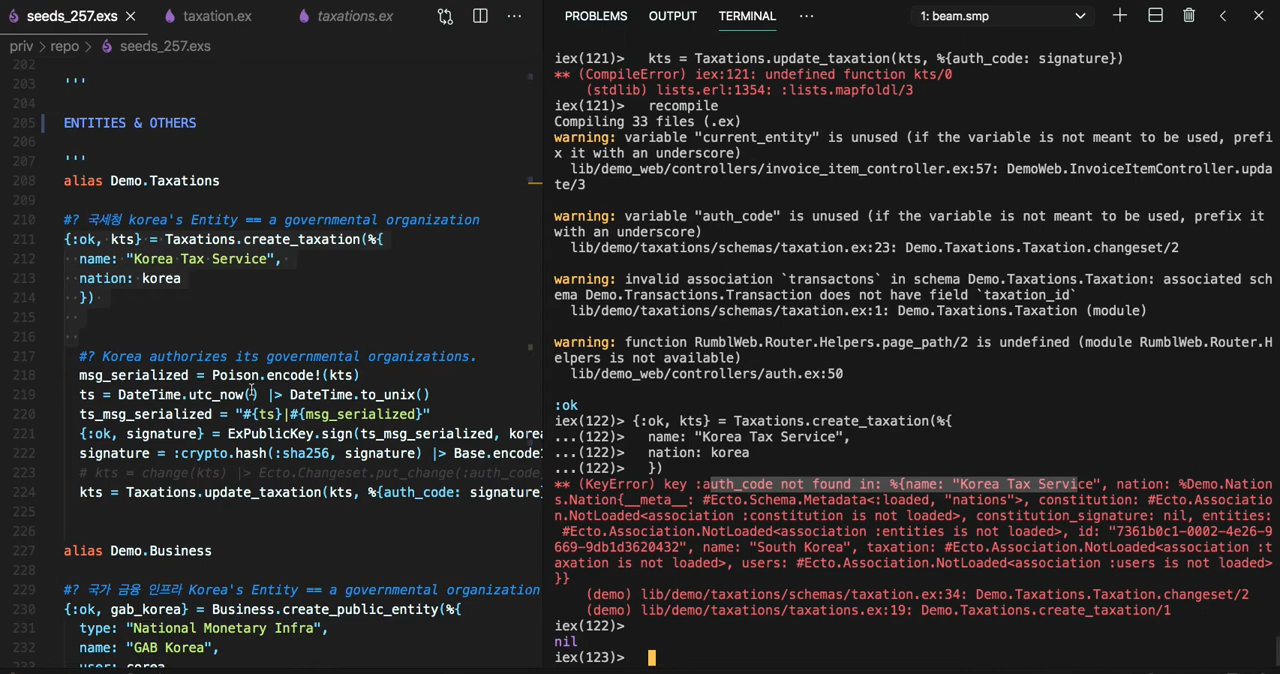 seeds_257.exs
taxation.ex
taxations.ex
priv > repo > seeds_257.exs
202
203 '''
204
205 ENTITIES & OTHERS
206
207 '''
208 alias Demo.Taxations
209
210 #? 국세청 korea's Entity == a governmental organization
211 {:ok, kts} = Taxations.create_taxation(%{
212 name: "Korea Tax Service",
213 nation: korea
214 })
215
216
217 #? Korea authorizes its governmental organizations.
218 msg_serialized = Poison.encode!(kts)
219 ts = DateTime.utc_now() |> DateTime.to_unix()
220 ts_msg_serialized = "#{ts}|#{msg_serialized}"
221 {:ok, signature} = ExPublicKey.sign(ts_msg_serialized, korea
222 signature = :crypto.hash(:sha256, signature) |> Base.encode1
223 # kts = change(kts) |> Ecto.Changeset.put_change(:auth_code
224 kts = Taxations.update_taxation(kts, %{auth_code: signature}
225
226
227 alias Demo.Business
228
229 #? 국가 금융 인프라 Korea's Entity == a governmental organization
230 {:ok, gab_korea} = Business.create_public_entity(%{
231 type: "National Monetary Infra",
232 name: "GAB Korea",
233 user: corea
PROBLEMS OUTPUT TERMINAL ··· 1: beam.smp
iex(121)> kts = Taxations.update_taxation(kts, %{auth_code: signature})
** (CompileError) iex:121: undefined function kts/0
(stdlib) lists.erl:1354: :lists.mapfoldl/3
iex(121)> recompile
Compiling 33 files (.ex)
warning: variable "current_entity" is unused (if the variable is not meant to be used, prefi
x it with an underscore)
lib/demo_web/controllers/invoice_item_controller.ex:57: DemoWeb.InvoiceItemController.upda
te/3
warning: variable "auth_code" is unused (if the variable is not meant to be used, prefix it
with an underscore)
lib/demo/taxations/schemas/taxation.ex:23: Demo.Taxations.Taxation.changeset/2
warning: invalid association `transactons` in schema Demo.Taxations.Taxation: associated sch
ema Demo.Transactions.Transaction does not have field `taxation_id`
lib/demo/taxations/schemas/taxation.ex:1: Demo.Taxations.Taxation (module)
warning: function RumblWeb.Router.Helpers.page_path/2 is undefined (module RumblWeb.Router.H
elpers is not available)
lib/demo_web/controllers/auth.ex:50
:ok
iex(122)> {:ok, kts} = Taxations.create_taxation(%{
...(122)> name: "Korea Tax Service",
...(122)> nation: korea
...(122)> })
** (KeyError) key :auth_code not found in: %{name: "Korea Tax Service", nation: %Demo.Nation
s.Nation{__meta__: #Ecto.Schema.Metadata<:loaded, "nations">, constitution: #Ecto.Associatio
n.NotLoaded<association :constitution is not loaded>, constitution_signature: nil, entities:
#Ecto.Association.NotLoaded<association :entities is not loaded>, id: "7361b0c1-0002-4e26-9
669-9db1d3620432", name: "South Korea", taxation: #Ecto.Association.NotLoaded<association :t
axation is not loaded>, users: #Ecto.Association.NotLoaded<association :users is not loaded>
}}
(demo) lib/demo/taxations/schemas/taxation.ex:34: Demo.Taxations.Taxation.changeset/2
(demo) lib/demo/taxations/taxations.ex:19: Demo.Taxations.create_taxation/1
iex(122)>
nil
iex(123)>